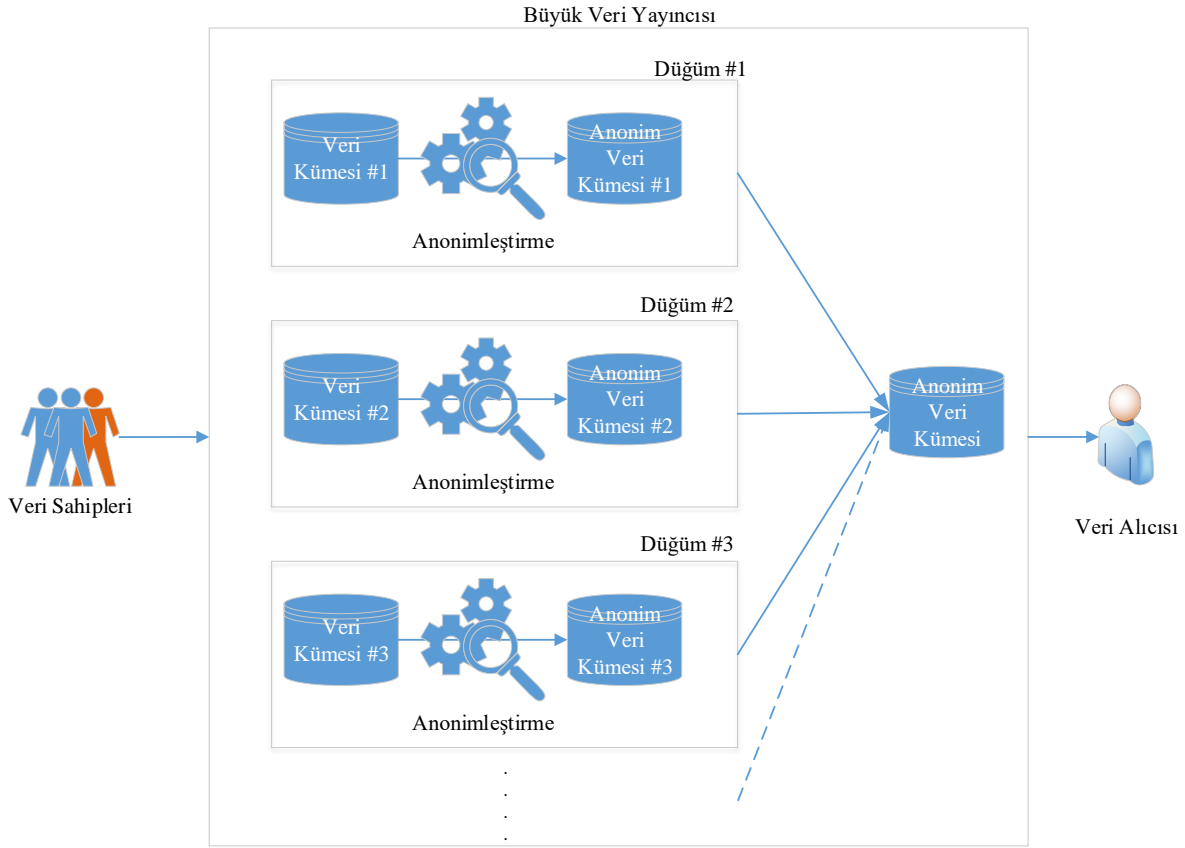 Büyük Veri Yayıncısı
Düğüm #1
Veri
Kümesi #1
Anonim
Veri
Kümesi #1
Anonimleştirme
Düğüm #2
Veri
Kümesi #2
Anonim
Veri
Kümesi #2
Anonimleştirme
Veri Sahipleri
Anonim
Veri
Kümesi
Veri Alıcısı
Düğüm #3
Veri
Kümesi #3
Anonim
Veri
Kümesi #3
Anonimleştirme
.
.
.
.